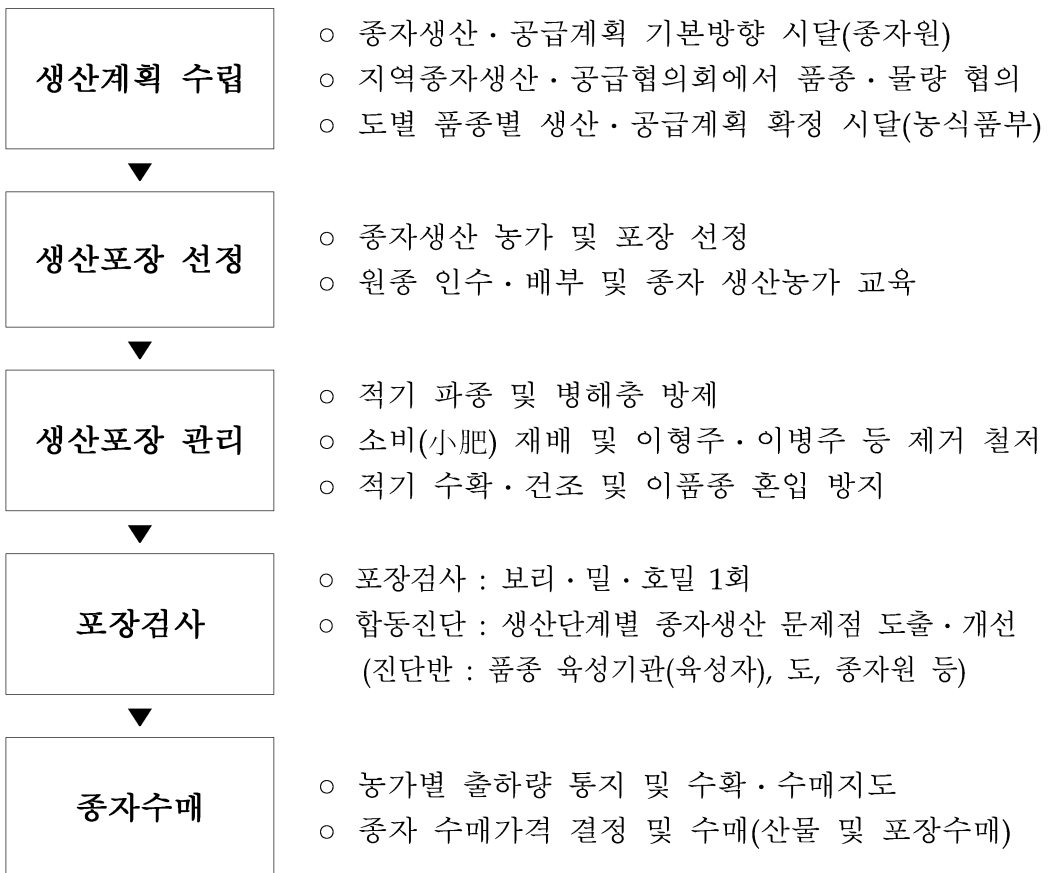 생산계획 수립
○ 종자생산·공급계획 기본방향 시달(종자원)
○ 지역종자생산·공급협의회에서 품종·물량 협의
○ 도별 품종별 생산·공급계획 확정 시달(농식품부)
▼
생산포장 선정
○ 종자생산 농가 및 포장 선정
○ 원종 인수·배부 및 종자 생산농가 교육
▼
생산포장 관리
○ 적기 파종 및 병해충 방제
○ 소비(小肥) 재배 및 이형주·이병주 등 제거 철저
○ 적기 수확·건조 및 이품종 혼입 방지
▼
포장검사
○ 포장검사 : 보리·밀·호밀 1회
○ 합동진단 : 생산단계별 종자생산 문제점 도출·개선
(진단반 : 품종 육성기관(육성자), 도, 종자원 등)
▼
종자수매
○ 농가별 출하량 통지 및 수확·수매지도
○ 종자 수매가격 결정 및 수매(산물 및 포장수매)